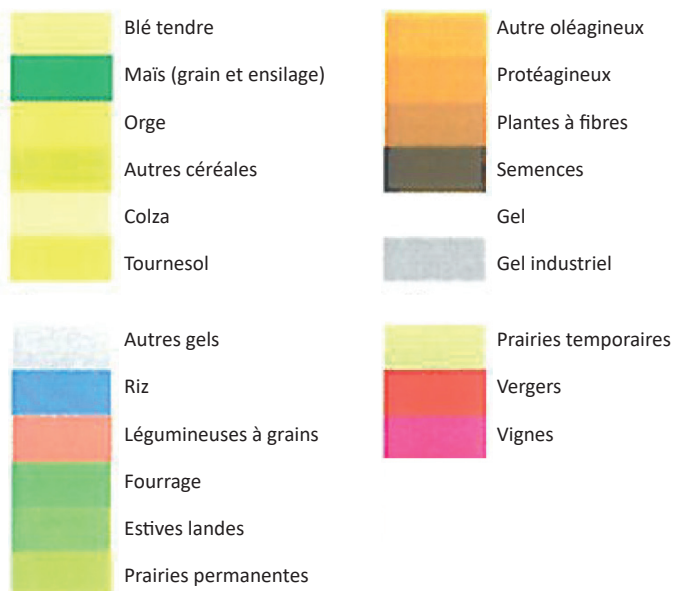 Blé tendre
Maïs (grain et ensilage)
Orge
Autres céréales
Colza
Tournesol
Autre oléagineux
Protéagineux
Plantes à fibres
Semences
Gel
Gel industriel
Autres gels
Riz
Légumineuses à grains
Fourrage
Estives landes
Prairies permanentes
Prairies temporaires
Vergers
Vignes